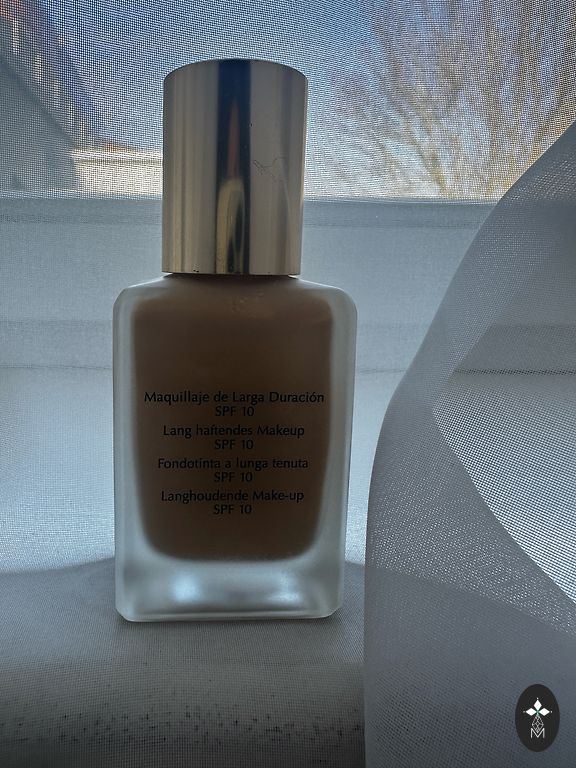 Maquillaje de Larga Duración
SPF 10
Lang haftendes Makeup
SPF 10
Fondotinta a lunga tenuta
SPF 10
Langhoudende Make-up
SPF 10
M